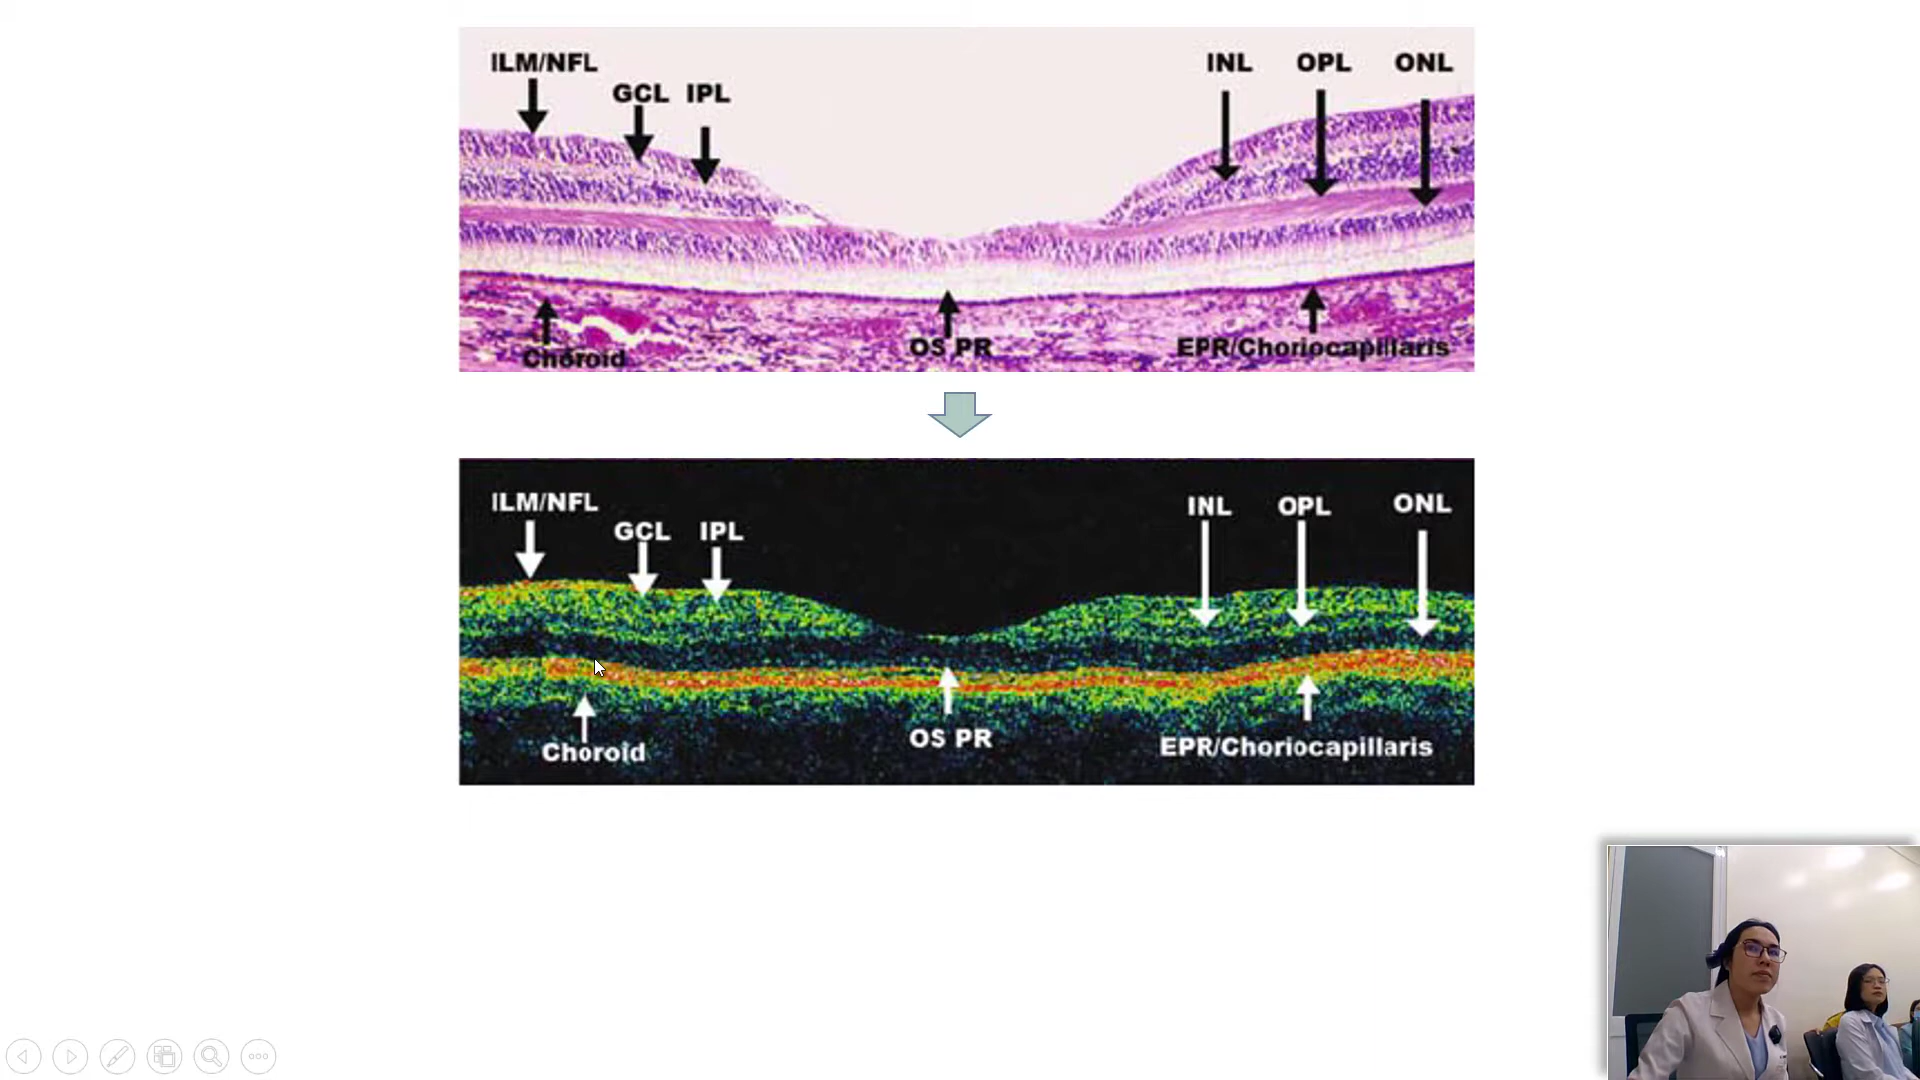 ILM/NFL
GCL IPL
INL OPL ONL
Choroid
OS PR
EPR/Choriocapillaris
ILM/NFL
GCL IPL
INL OPL ONL
Choroid
OS PR
EPR/Choriocapillaris